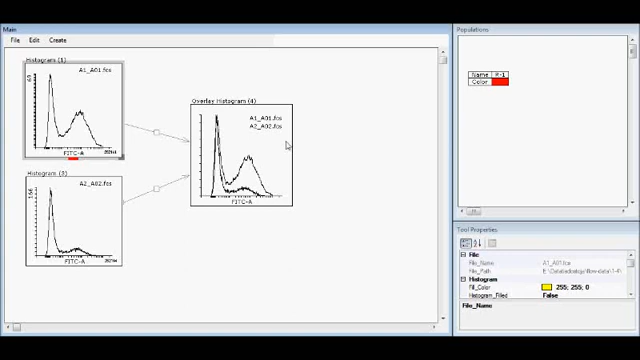 Main
File Edit Create
Histogram (1)
A1_A01.fcs
FITC-A
Histogram (3)
A2_A02.fcs
FITC-A
Overlay Histogram (4)
A1_A01.fcs
A2_A02.fcs
FITC-A
Populations
Name R-1
Color
Tool Properties
File
File_Name A1_A01.fcs
File_Path
Histogram
Fill_Color 255; 255; 0
Histogram_Filled False
File_Name